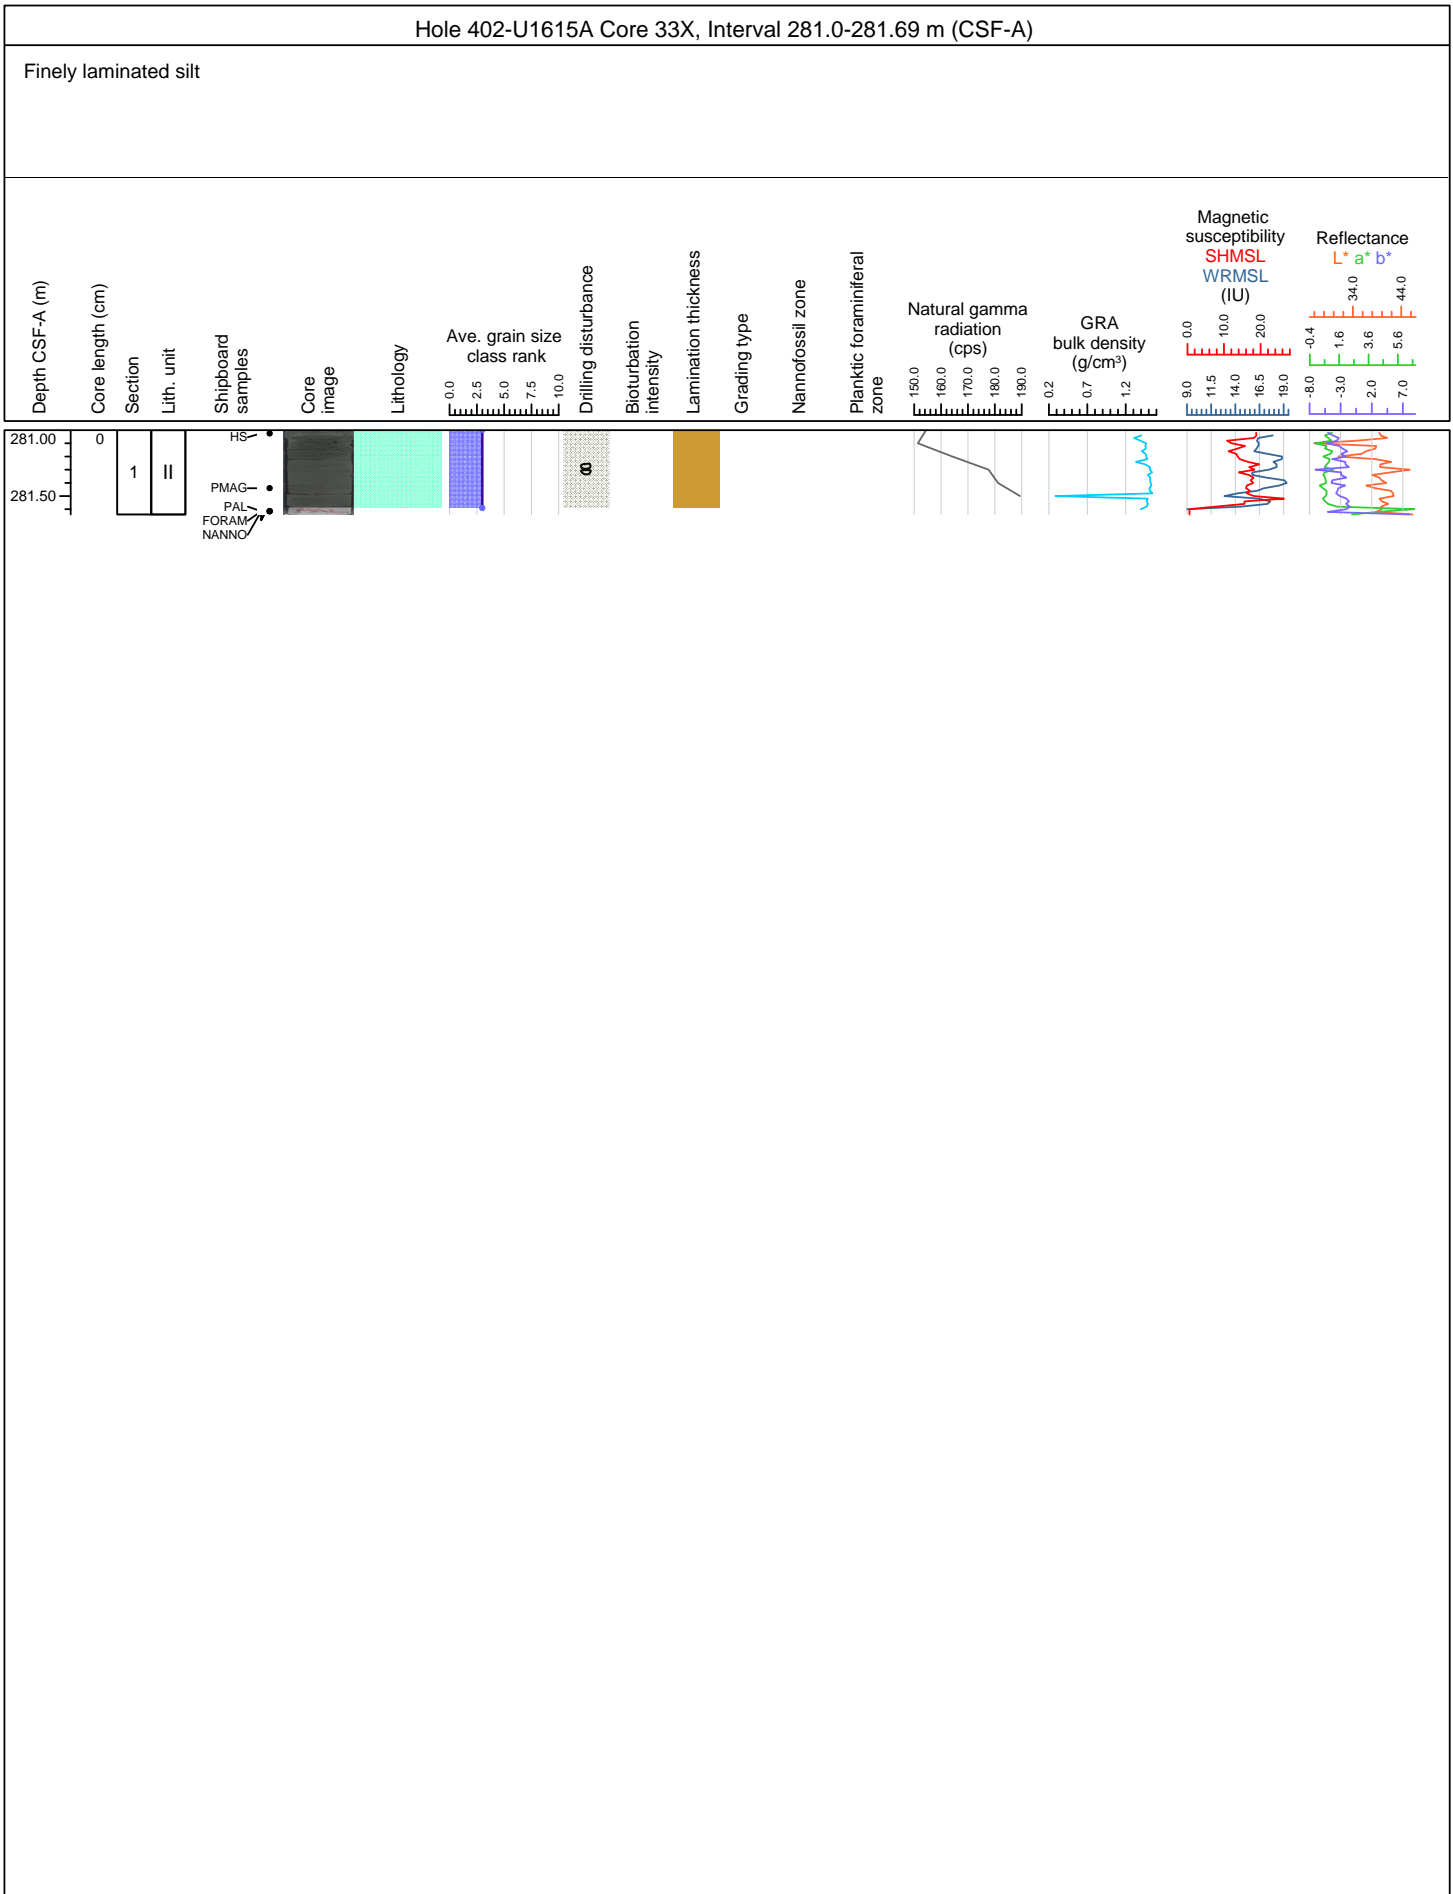 Hole 402-U1615A Core 33X, Interval 281.0-281.69 m (CSF-A)
Finely laminated silt
Depth CSF-A (m)
Core length (cm)
Section
Lith. unit
Shipboard
samples
Core
image
Lithology
Ave. grain size
class rank
0.0 2.5 5.0 7.5 10.0
Drilling disturbance
Bioturbation
intensity
Lamination thickness
Grading type
Nannofossil zone
Planktic foraminiferal
zone
Natural gamma
radiation
(cps)
150.0 160.0 170.0 180.0 190.0
GRA
bulk density
(g/cm³)
0.2 0.7 1.2
Magnetic
susceptibility
SHMSL
WRMSL
(IU)
0.0 10.0 20.0
9.0 11.5 14.0 16.5 19.0
Reflectance
L* a* b*
34.0 44.0
-0.4 1.6 3.6 5.6
-8.0 -3.0 2.0 7.0
281.00
281.50
0
1
II
HS
PMAG
PAL
FORAM
NANNO